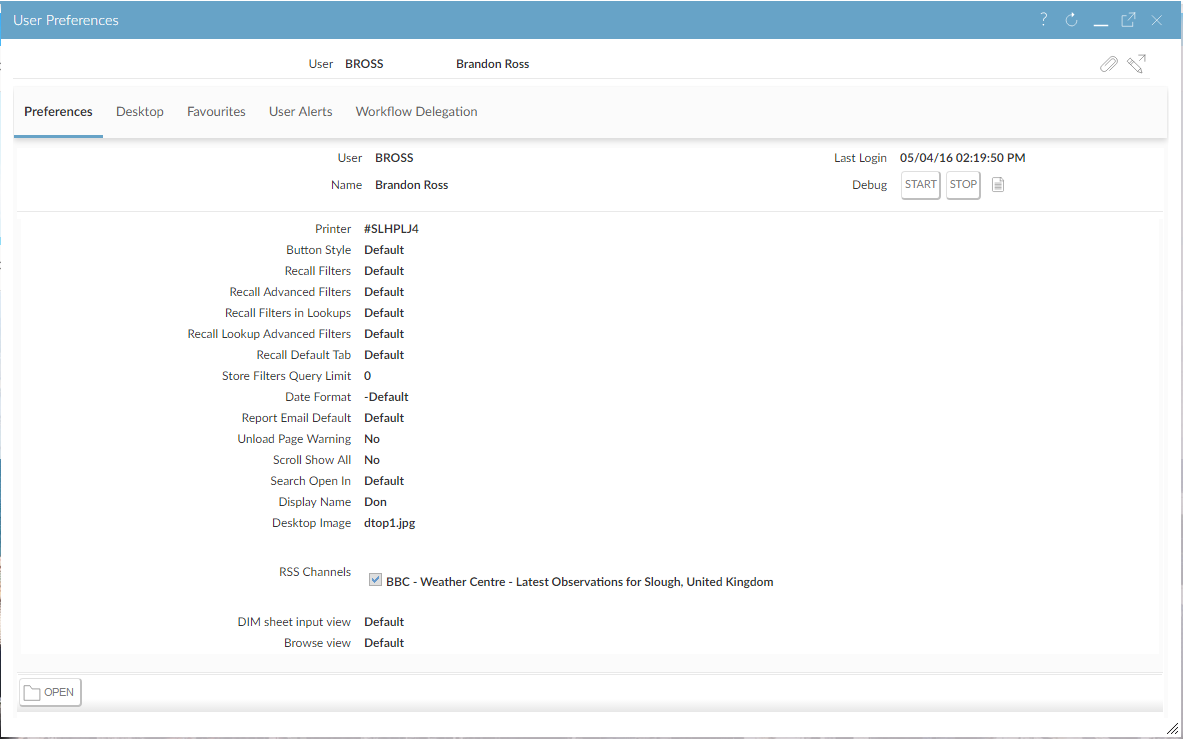 User Preferences ?
User BROSS Brandon Ross
Preferences Desktop Favourites User Alerts Workflow Delegation
User BROSS Last Login 05/04/16 02:19:50 PM
Name Brandon Ross Debug START STOP
Printer #SLHPLJ4
Button Style Default
Recall Filters Default
Recall Advanced Filters Default
Recall Filters in Lookups Default
Recall Lookup Advanced Filters Default
Recall Default Tab Default
Store Filters Query Limit 0
Date Format -Default
Report Email Default Default
Unload Page Warning No
Scroll Show All No
Search Open In Default
Display Name Don
Desktop Image dtop1.jpg
RSS Channels BBC - Weather Centre - Latest Observations for Slough, United Kingdom
DIM sheet input view Default
Browse view Default
OPEN